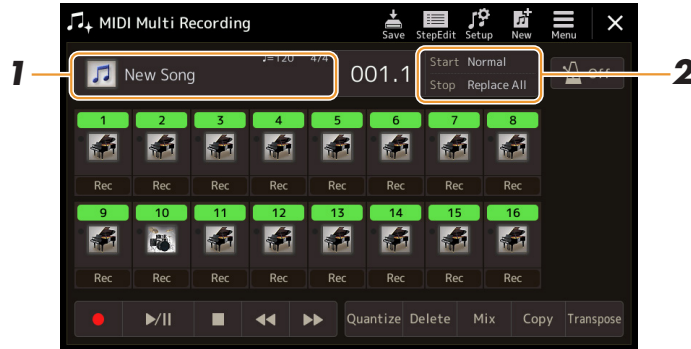 MIDI Multi Recording
Save StepEdit Setup New Menu
1
New Song
♩=120 4/4
001.1
Start Normal
Stop Replace All
Off
2
1 2 3 4 5 6 7 8
Rec Rec Rec Rec Rec Rec Rec Rec
9 10 11 12 13 14 15 16
Rec Rec Rec Rec Rec Rec Rec Rec
Quantize Delete Mix Copy Transpose